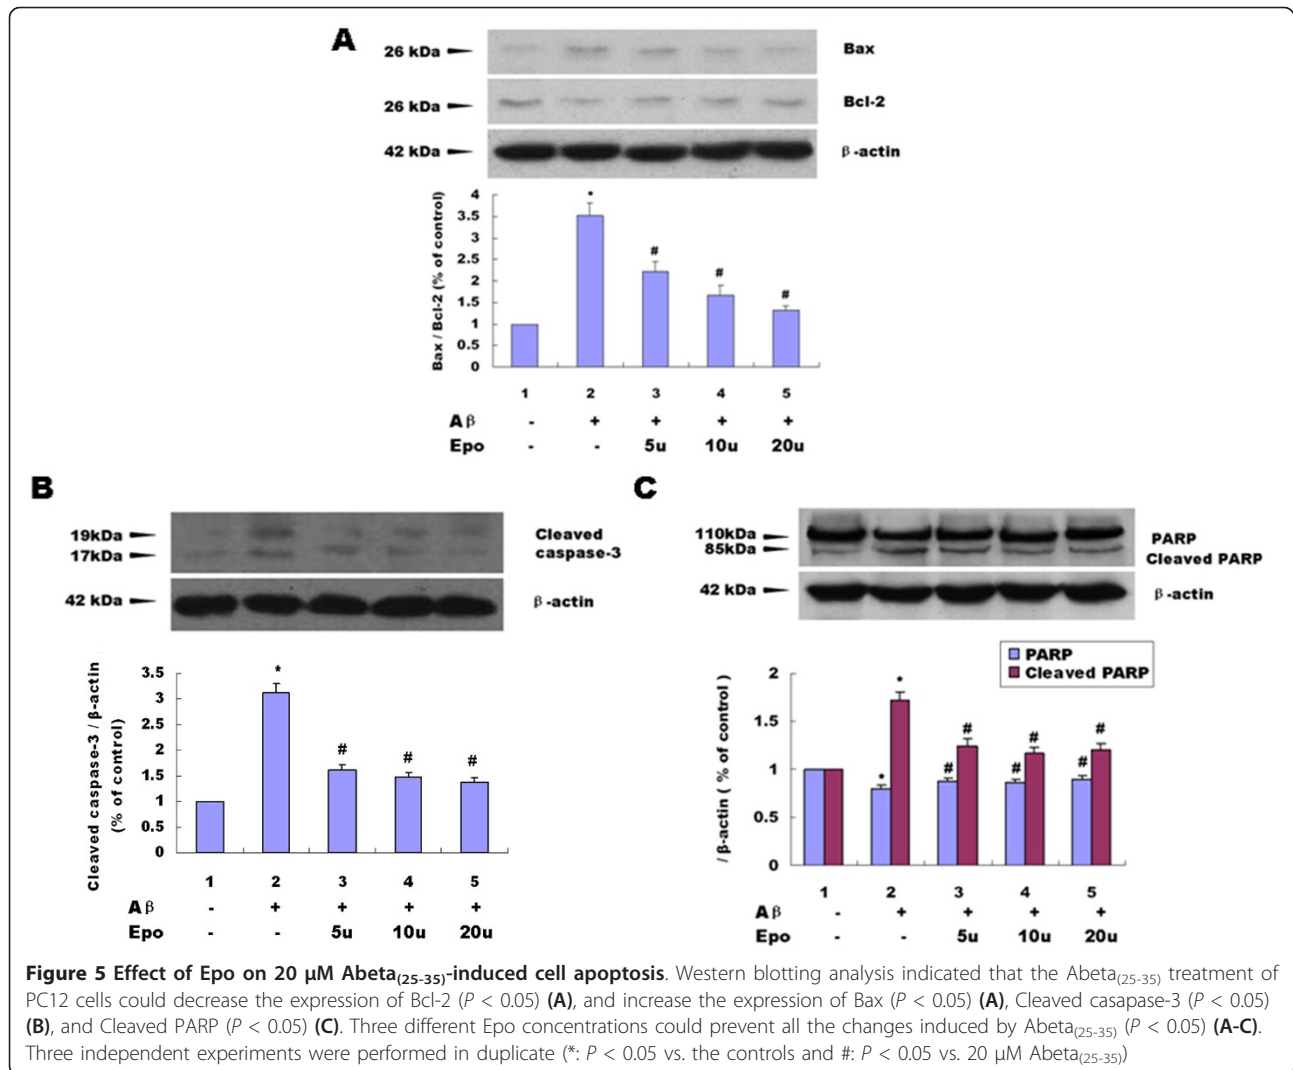 A
26 kDa
Bax
26 kDa
Bcl-2
42 kDa
β-actin
Bax / Bcl-2 (% of control)
4
3.5
3
2.5
2
1.5
1
0.5
0
*
#
#
#
1 2 3 4 5
Aβ - + + + +
Epo - - 5u 10u 20u
B
19kDa
17kDa
Cleaved
caspase-3
42 kDa
β-actin
Cleaved caspase-3 / β-actin
(% of control)
3.5
3
2.5
2
1.5
1
0.5
0
*
#
#
#
1 2 3 4 5
Aβ - + + + +
Epo - - 5u 10u 20u
C
110kDa
85kDa
PARP
Cleaved PARP
42 kDa
β-actin
PARP
Cleaved PARP
/ β-actin ( % of control )
2
1.5
1
0.5
0
*
*
#
#
#
#
#
#
1 2 3 4 5
Aβ - + + + +
Epo - - 5u 10u 20u
Figure 5 Effect of Epo on 20 μM Abeta(25-35)-induced cell apoptosis. Western blotting analysis indicated that the Abeta(25-35) treatment of
PC12 cells could decrease the expression of Bcl-2 (P < 0.05) (A), and increase the expression of Bax (P < 0.05) (A), Cleaved casapase-3 (P < 0.05)
(B), and Cleaved PARP (P < 0.05) (C). Three different Epo concentrations could prevent all the changes induced by Abeta(25-35) (P < 0.05) (A-C).
Three independent experiments were performed in duplicate (*: P < 0.05 vs. the controls and #: P < 0.05 vs. 20 μM Abeta(25-35))